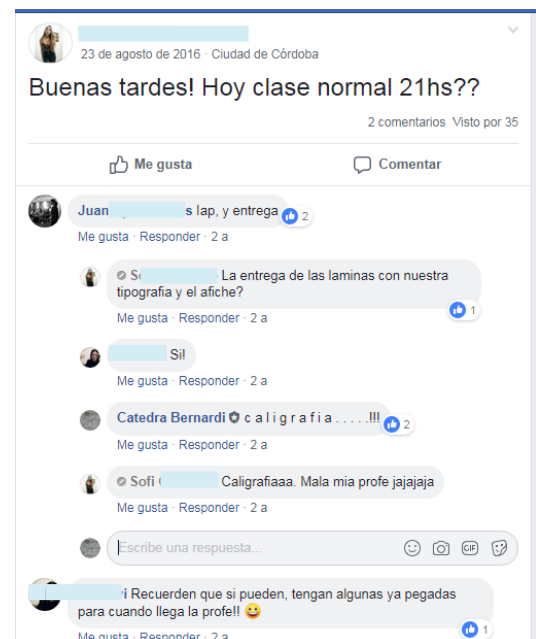 23 de agosto de 2016 · Ciudad de Córdoba
Buenas tardes! Hoy clase normal 21hs??
2 comentarios Visto por 35
Me gusta
Comentar
Juan s Iap, y entrega 2
Me gusta · Responder · 2 a
La entrega de las laminas con nuestra
tipografia y el afiche?
1
Me gusta · Responder · 2 a
Si!
Me gusta · Responder · 2 a
Catedra Bernardi c a l i g r a f i a . . . . .!!! 2
Me gusta · Responder · 2 a
Sofi Caligrafiaaa. Mala mia profe jajajaja
Me gusta · Responder · 2 a
Escribe una respuesta...
GIF
i Recuerden que si pueden, tengan algunas ya pegadas
para cuando llega la profe!! 😀
1
Me gusta · Responder · 2 a